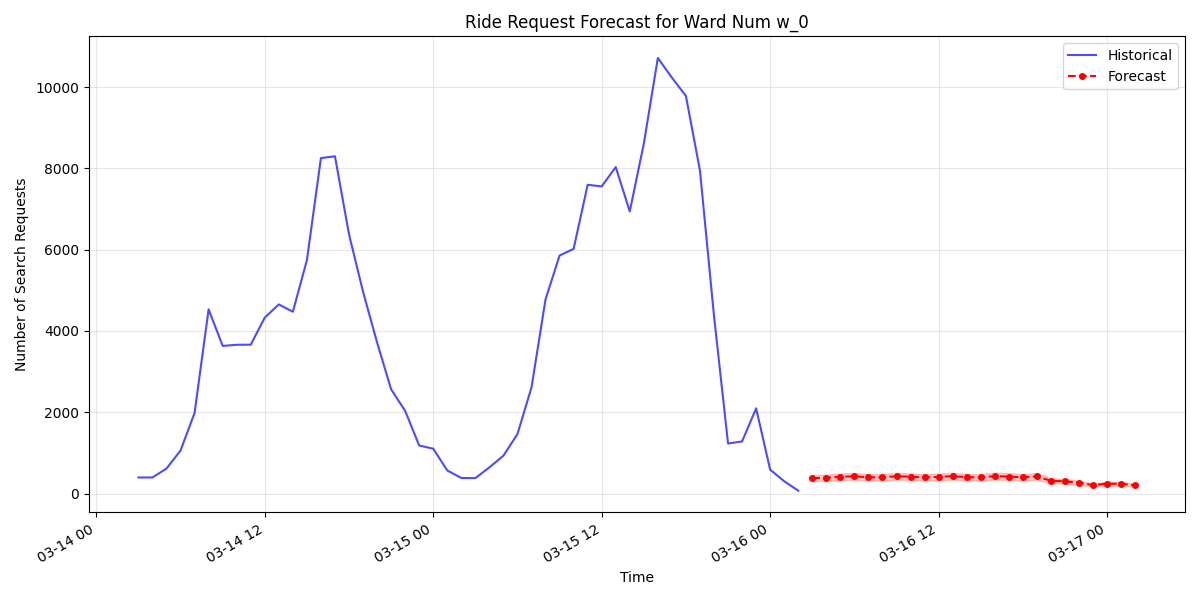 Ride Request Forecast for Ward Num w_0
Historical
Forecast
Number of Search Requests
10000
8000
6000
4000
2000
0
03-14 00
03-14 12
03-15 00
03-15 12
03-16 00
03-16 12
03-17 00
Time